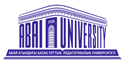 ABAI UNIVERSITY
АБАЙ АТЫНДАҒЫ ҚАЗАҚ ҰЛТТЫҚ ПЕДАГОГИКАЛЫҚ УНИВЕРСИТЕТІ